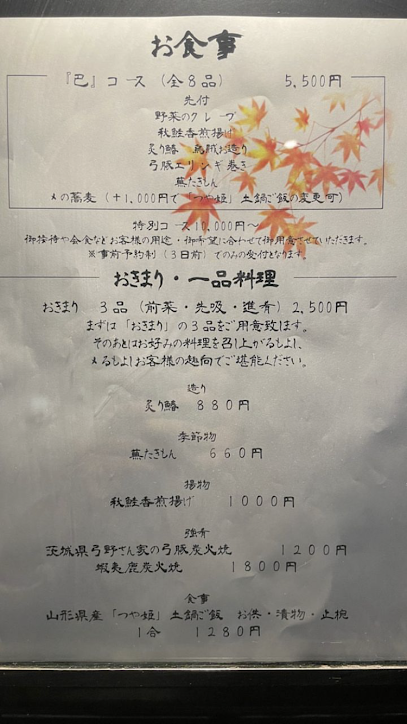 お食事
『巴』コース（全8品） 5,500円
先付
野菜のクレープ
秋鮭香煎揚げ
炙り鰆 烏賊お造り
弓豚エリンギ巻き
蕪たきしん
〆の蕎麦（＋1,000円で「つや姫」土鍋ご飯の変更可）
特別コース10,000円〜
御接待や会食などお客様の用途・御希望に合わせて御用意させていただきます。
※事前予約制（3日前）でのみの受付となります。
おきまり・一品料理
おきまり 3品（前菜・先吸・進肴）2,500円
まずは「おきまり」の3品をご用意致します。
そのあとはお好みの料理を召し上がるもよし、
〆るもよしお客様の趣向でご堪能ください。
造り
炙り鰆 880円
季節物
蕪たきしん 660円
揚物
秋鮭香煎揚げ 1000円
強肴
茨城県弓野さん家の弓豚炭火焼 1200円
蝦夷鹿炭火焼 1800円
食事
山形県産「つや姫」土鍋ご飯 お供・漬物・止椀
1合 1280円